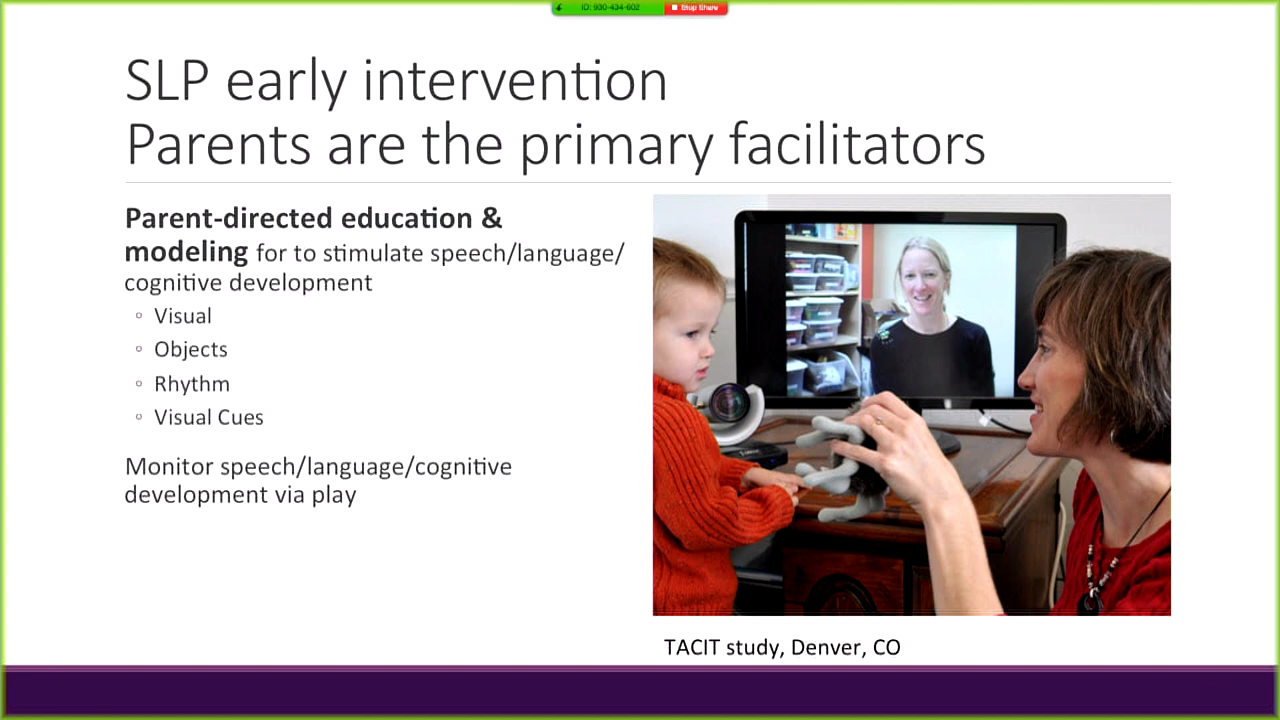 ID: 930-434-602
Stop Share
SLP early intervention
Parents are the primary facilitators
Parent-directed education &
modeling for to stimulate speech/language/
cognitive development
◦ Visual
◦ Objects
◦ Rhythm
◦ Visual Cues
Monitor speech/language/cognitive
development via play
TACIT study, Denver, CO